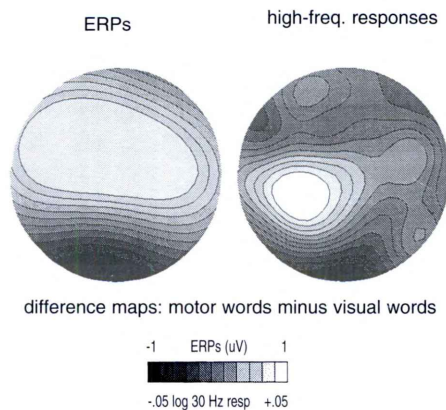 ERPs
high-freq. responses
difference maps: motor words minus visual words
-1 ERPs (uV) 1
-.05 log 30 Hz resp +.05